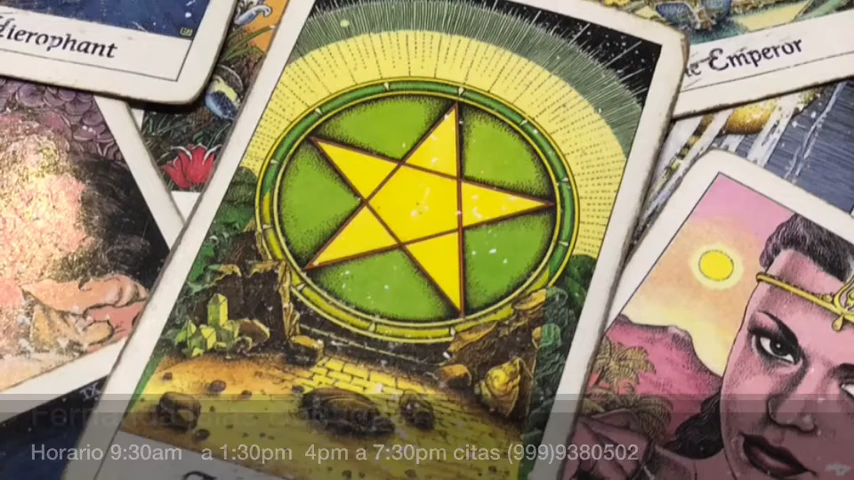 Hierophant
e Emperor
Horario 9:30am a 1:30pm 4pm a 7:30pm citas (999)9380502